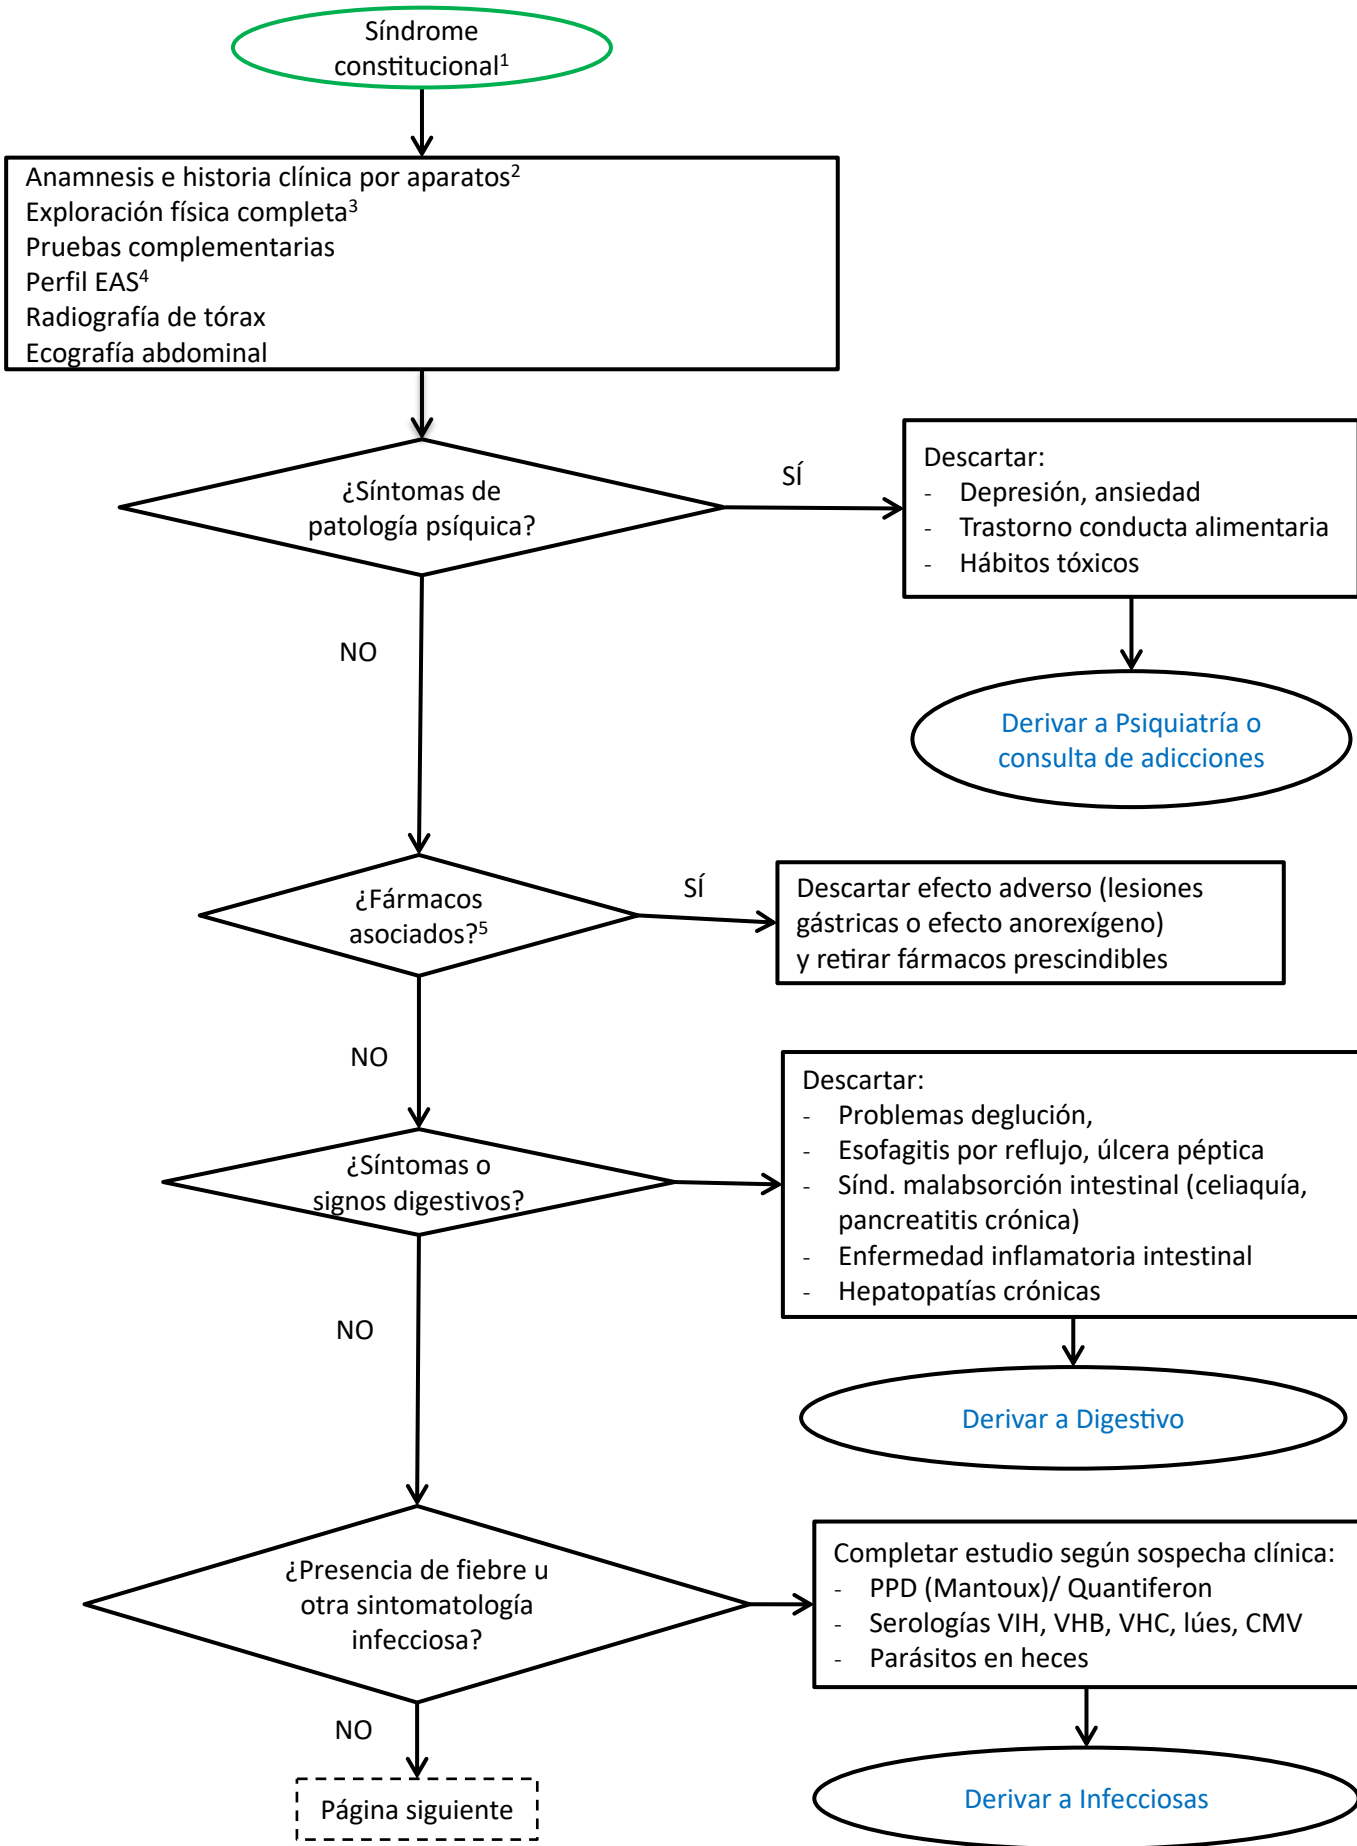 Síndrome
constitucional¹
Anamnesis e historia clínica por aparatos²
Exploración física completa³
Pruebas complementarias
Perfil EAS⁴
Radiografía de tórax
Ecografía abdominal
¿Síntomas de
patología psíquica?
SÍ
Descartar:
- Depresión, ansiedad
- Trastorno conducta alimentaria
- Hábitos tóxicos
NO
Derivar a Psiquiatría o
consulta de adicciones
¿Fármacos
asociados?⁵
SÍ
Descartar efecto adverso (lesiones
gástricas o efecto anorexígeno)
y retirar fármacos prescindibles
NO
¿Síntomas o
signos digestivos?
Descartar:
- Problemas deglución,
- Esofagitis por reflujo, úlcera péptica
- Sínd. malabsorción intestinal (celiaquía,
pancreatitis crónica)
- Enfermedad inflamatoria intestinal
- Hepatopatías crónicas
NO
Derivar a Digestivo
¿Presencia de fiebre u
otra sintomatología
infecciosa?
Completar estudio según sospecha clínica:
- PPD (Mantoux)/ Quantiferon
- Serologías VIH, VHB, VHC, lúes, CMV
- Parásitos en heces
NO
Página siguiente
Derivar a Infecciosas